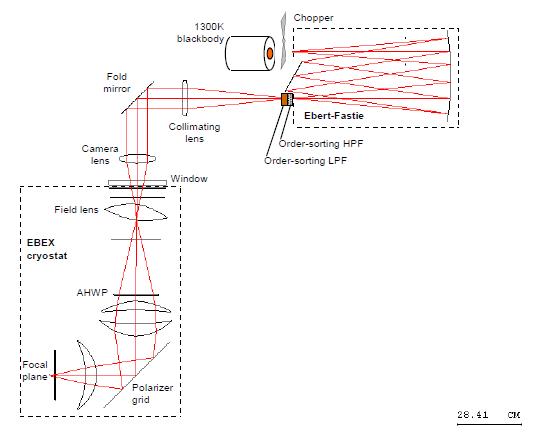 Chopper
1300K
blackbody
Fold
mirror
Collimating
lens
Ebert-Fastie
Order-sorting HPF
Order-sorting LPF
Camera
lens
Window
Field lens
EBEX
cryostat
AHWP
Focal
plane
Polarizer
grid
28.41 CM